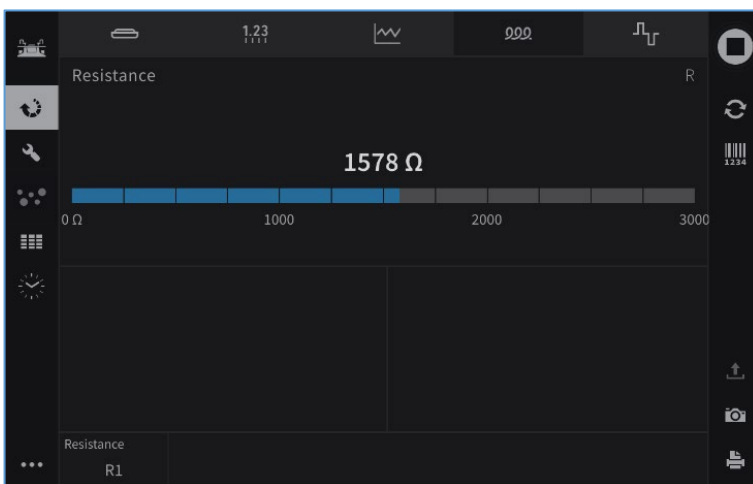 1.23
Resistance R
1234
1578 Ω
0 Ω 1000 2000 3000
Resistance
R1